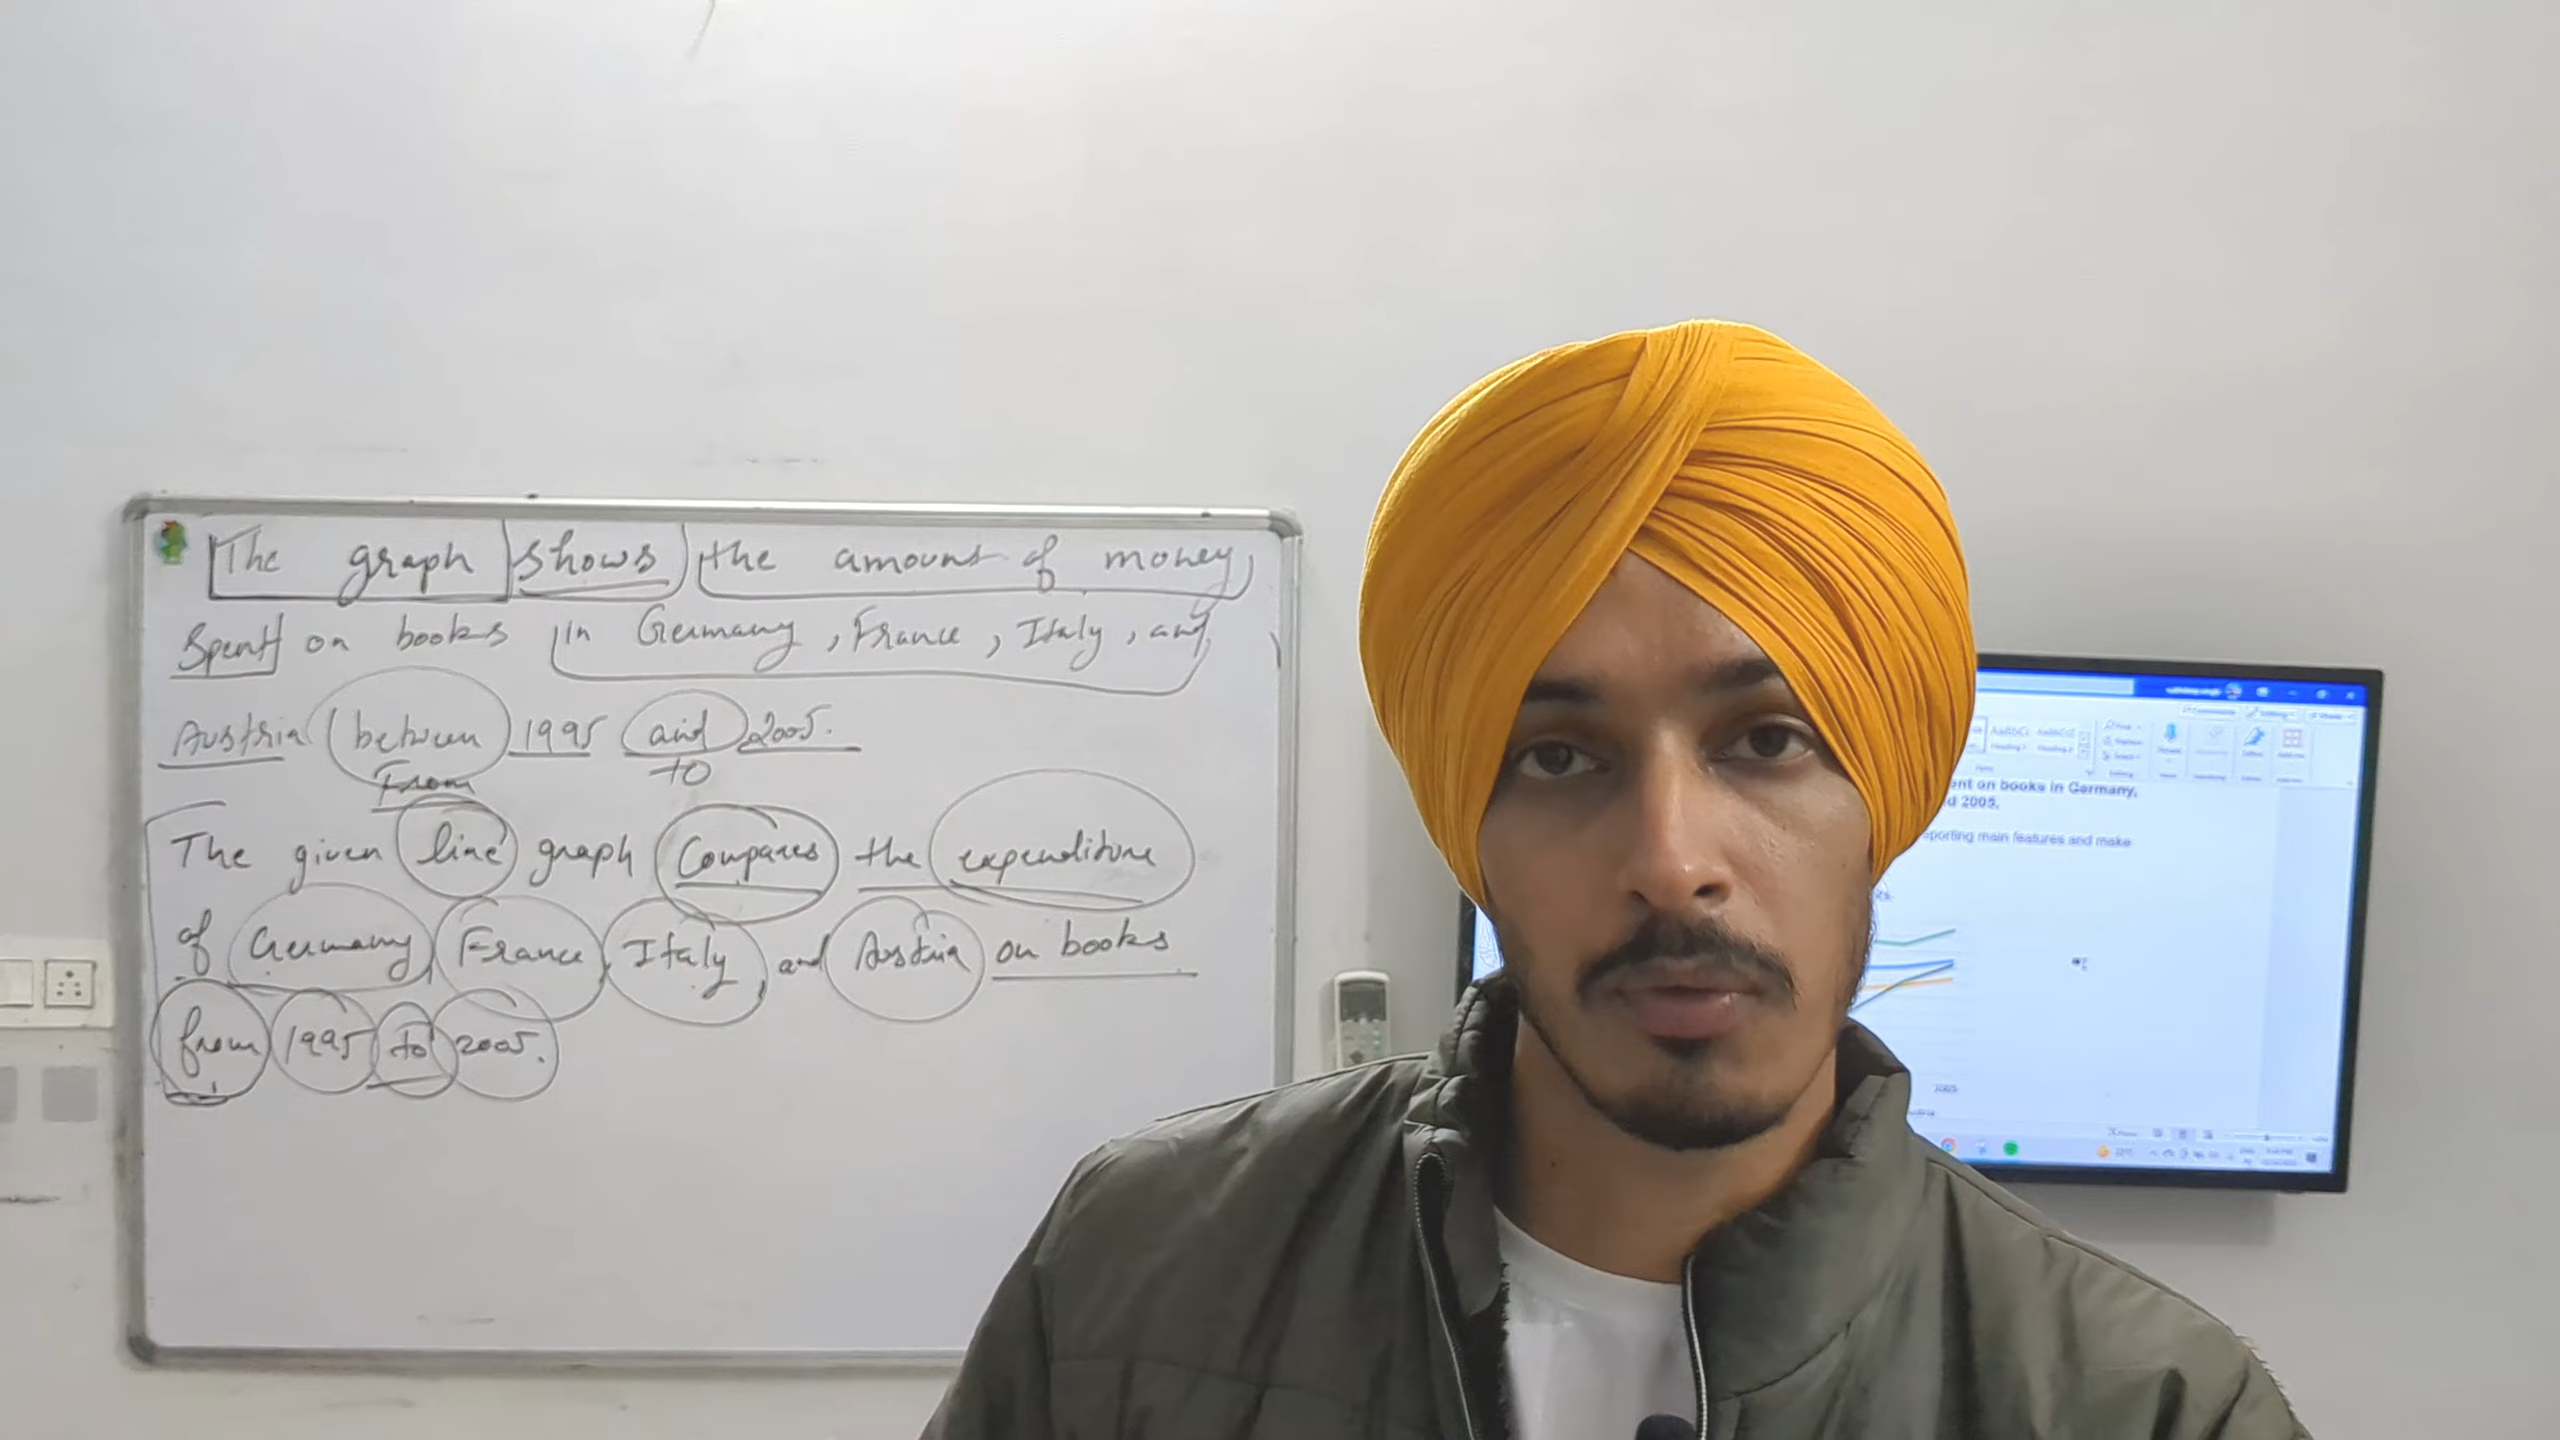 The graph shows the amount of money
spent on books in Germany, France, Italy, and
Austria between 1995 and 2005.
From to
The given line graph compares the expenditure
of Germany, France, Italy and Austria on books
from 1995 to 2005.
ent on books in Germany,
d 2005,
porting main features and make